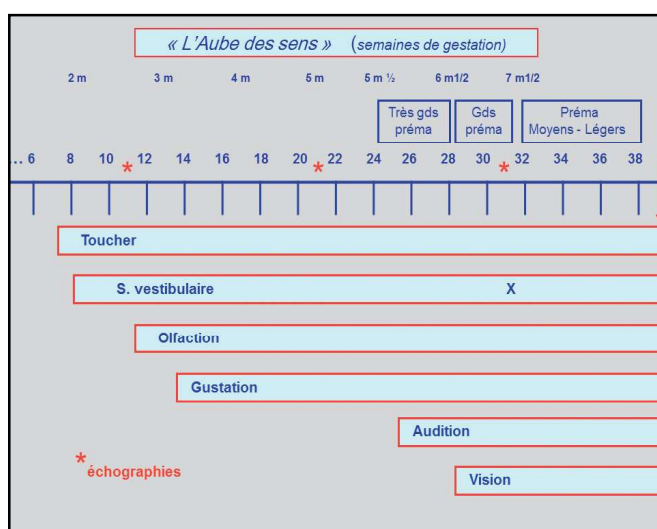 « L'Aube des sens » (semaines de gestation)
2 m 3 m 4 m 5 m 5 m ½ 6 m1/2 7 m1/2
Très gds
préma
Gds
préma
Préma
Moyens - Légers
... 6 8 10 * 12 14 16 18 20 * 22 24 26 28 30 * 32 34 36 38
Toucher
S. vestibulaire X
Olfaction
Gustation
Audition
* échographies
Vision